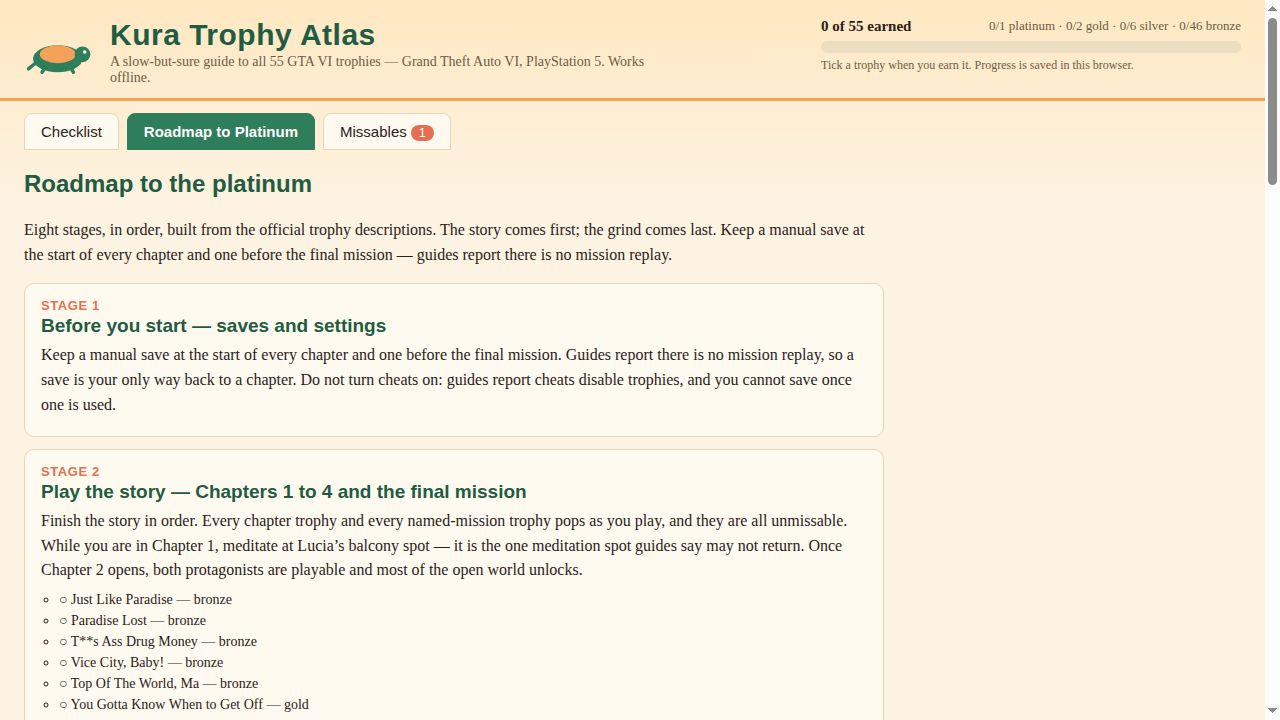 Kura Trophy Atlas
A slow-but-sure guide to all 55 GTA VI trophies — Grand Theft Auto VI, PlayStation 5. Works
offline.
0 of 55 earned
0/1 platinum · 0/2 gold · 0/6 silver · 0/46 bronze
Tick a trophy when you earn it. Progress is saved in this browser.
Checklist
Roadmap to Platinum
Missables 1
Roadmap to the platinum
Eight stages, in order, built from the official trophy descriptions. The story comes first; the grind comes last. Keep a manual save at
the start of every chapter and one before the final mission — guides report there is no mission replay.
STAGE 1
Before you start — saves and settings
Keep a manual save at the start of every chapter and one before the final mission. Guides report there is no mission replay, so a
save is your only way back to a chapter. Do not turn cheats on: guides report cheats disable trophies, and you cannot save once
one is used.
STAGE 2
Play the story — Chapters 1 to 4 and the final mission
Finish the story in order. Every chapter trophy and every named-mission trophy pops as you play, and they are all unmissable.
While you are in Chapter 1, meditate at Lucia’s balcony spot — it is the one meditation spot guides say may not return. Once
Chapter 2 opens, both protagonists are playable and most of the open world unlocks.
○ Just Like Paradise — bronze
○ Paradise Lost — bronze
○ T**s Ass Drug Money — bronze
○ Vice City, Baby! — bronze
○ Top Of The World, Ma — bronze
○ You Gotta Know When to Get Off — gold